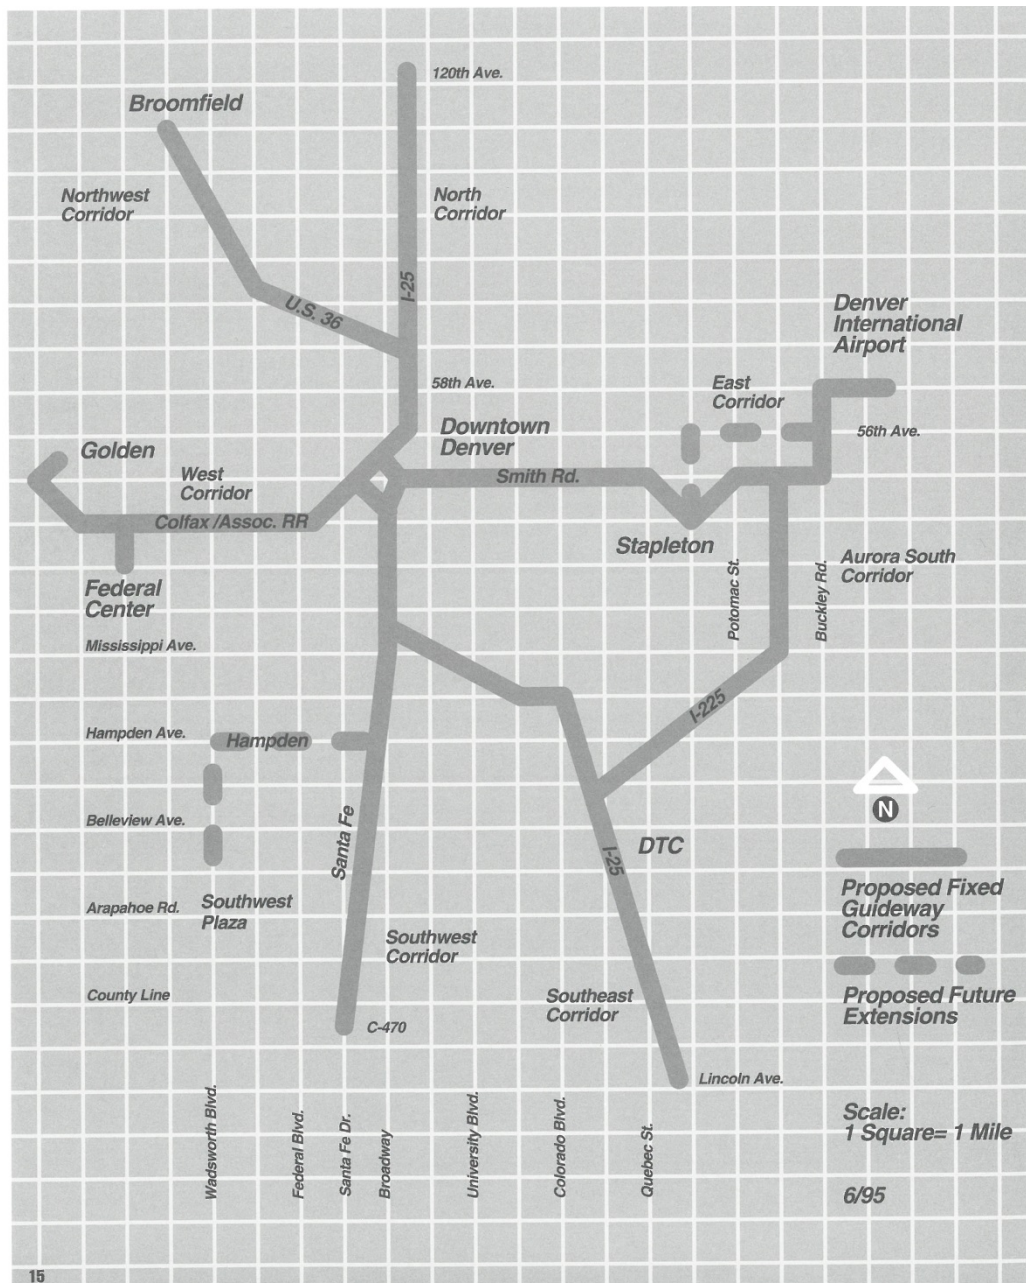 120th Ave.
Broomfield
Northwest
Corridor
North
Corridor
I-25
U.S. 36
Denver
International
Airport
58th Ave.
East
Corridor
Downtown
Denver
56th Ave.
Golden
West
Corridor
Smith Rd.
Colfax /Assoc. RR
Stapleton
Potomac St.
Buckley Rd.
Aurora South
Corridor
Federal
Center
Mississippi Ave.
I-225
Hampden Ave.
Hampden
N
Belleview Ave.
Santa Fe
I-25
DTC
Proposed Fixed
Guideway
Corridors
Arapahoe Rd.
Southwest
Plaza
Southwest
Corridor
County Line
Southeast
Corridor
Proposed Future
Extensions
C-470
Lincoln Ave.
Wadsworth Blvd.
Federal Blvd.
Santa Fe Dr.
Broadway
University Blvd.
Colorado Blvd.
Quebec St.
Scale:
1 Square= 1 Mile
6/95
15